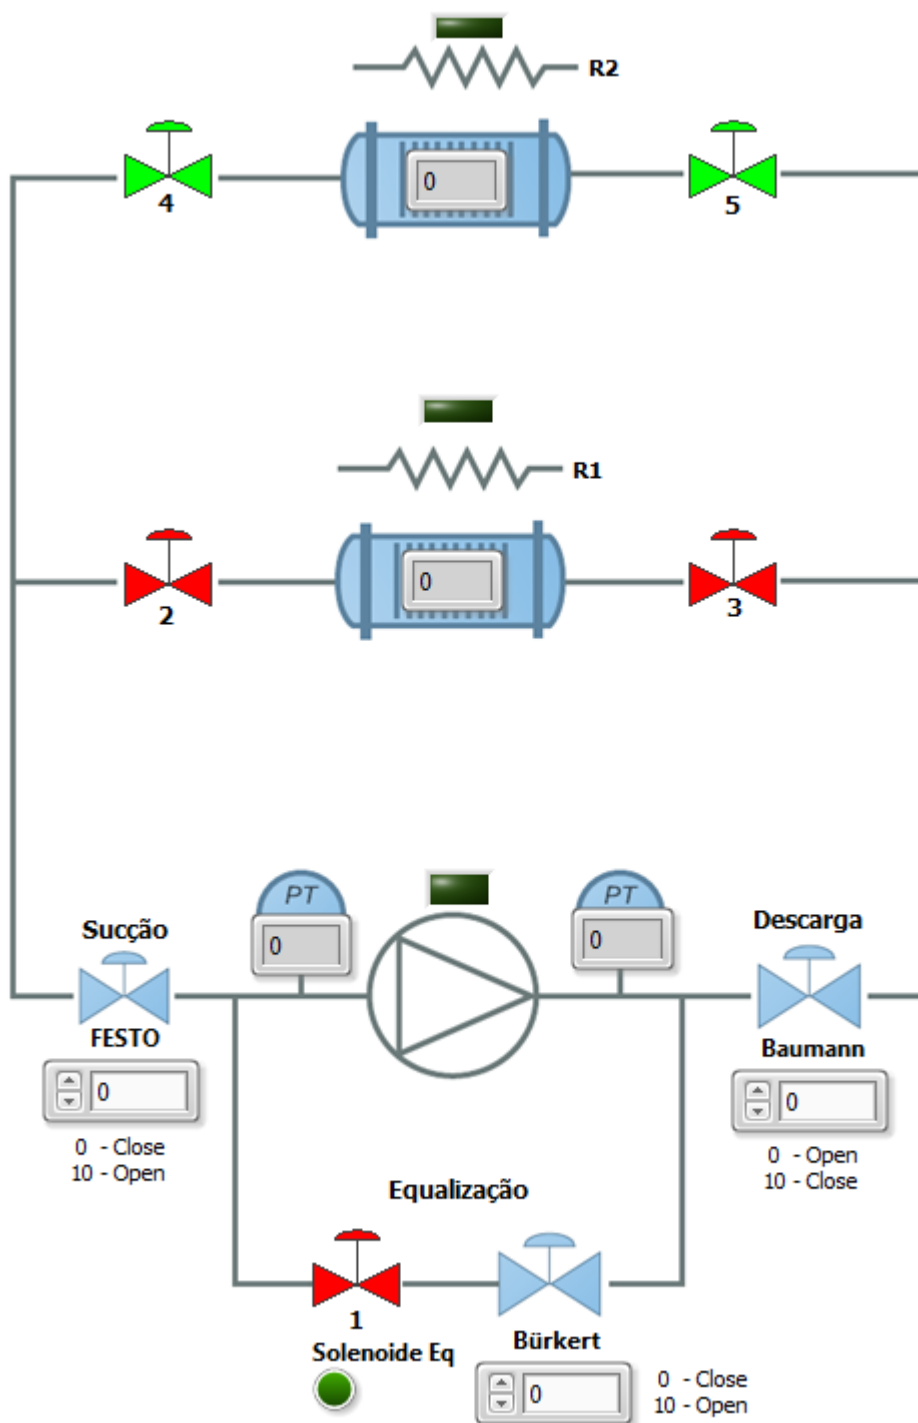 R2
0
4
5
R1
0
2
3
PT
0
PT
0
Sucção
FESTO
0
0 - Close
10 - Open
Descarga
Baumann
0
0 - Open
10 - Close
Equalização
1
Solenoide Eq
Bürkert
0
0 - Close
10 - Open